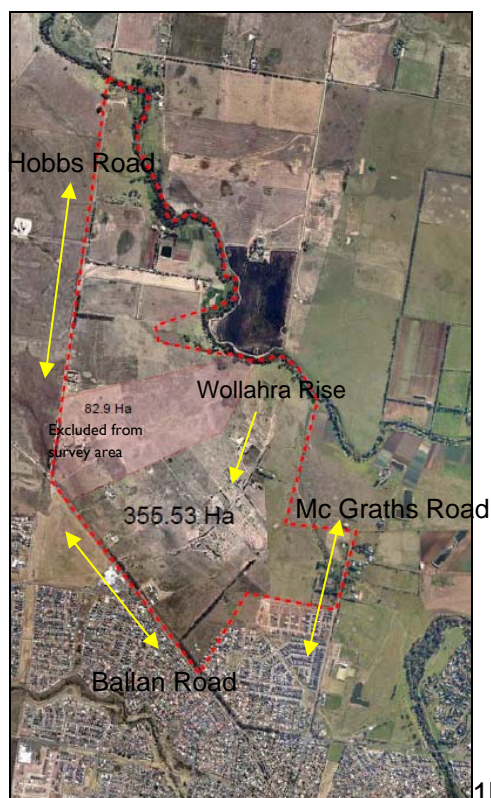 Hobbs Road
Wollahra Rise
82.9 Ha
Excluded from
survey area
355.53 Ha
Mc Graths Road
Ballan Road